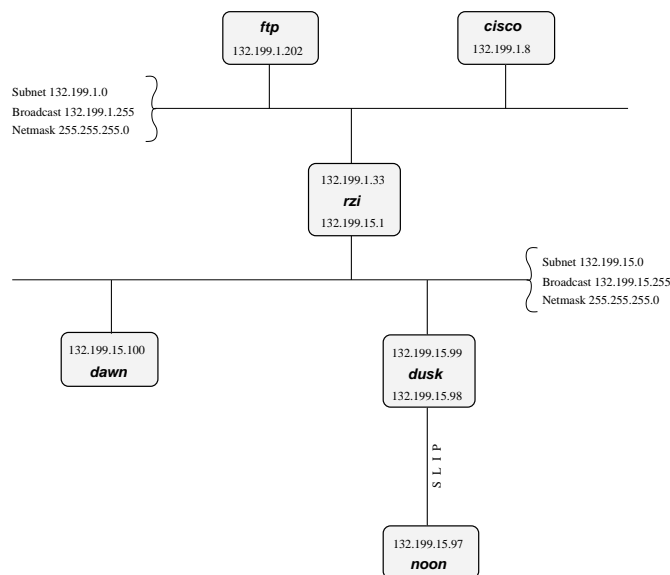 ftp
132.199.1.202
cisco
132.199.1.8
Subnet 132.199.1.0
Broadcast 132.199.1.255
Netmask 255.255.255.0
132.199.1.33
rzi
132.199.15.1
Subnet 132.199.15.0
Broadcast 132.199.15.255
Netmask 255.255.255.0
132.199.15.100
dawn
132.199.15.99
dusk
132.199.15.98
SLIP
132.199.15.97
noon